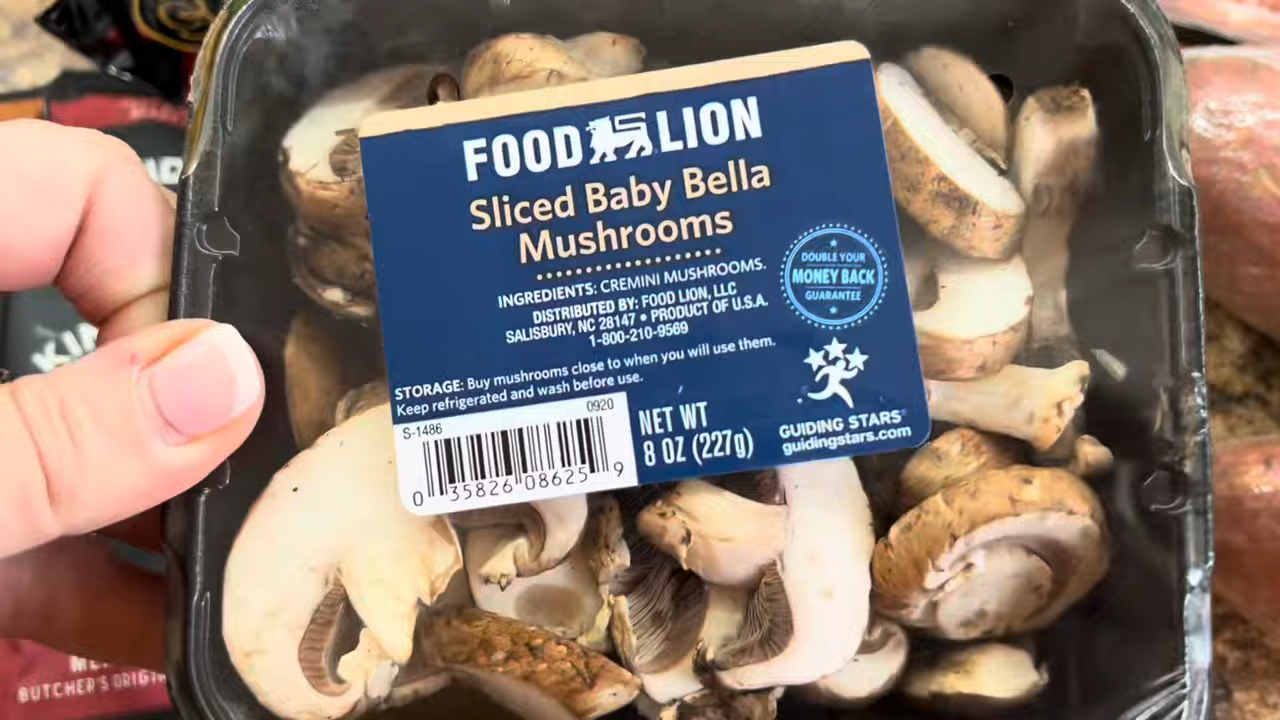 FOOD LION
Sliced Baby Bella
Mushrooms
INGREDIENTS: CREMINI MUSHROOMS.
DISTRIBUTED BY: FOOD LION, LLC
SALISBURY, NC 28147 • PRODUCT OF U.S.A.
1-800-210-9569
DOUBLE YOUR
MONEY BACK
GUARANTEE
STORAGE: Buy mushrooms close to when you will use them.
Keep refrigerated and wash before use.
S-1486
0920
0 35826 08625 9
NET WT
8 OZ (227g)
GUIDING STARS®
guidingstars.com
BUTCHER'S